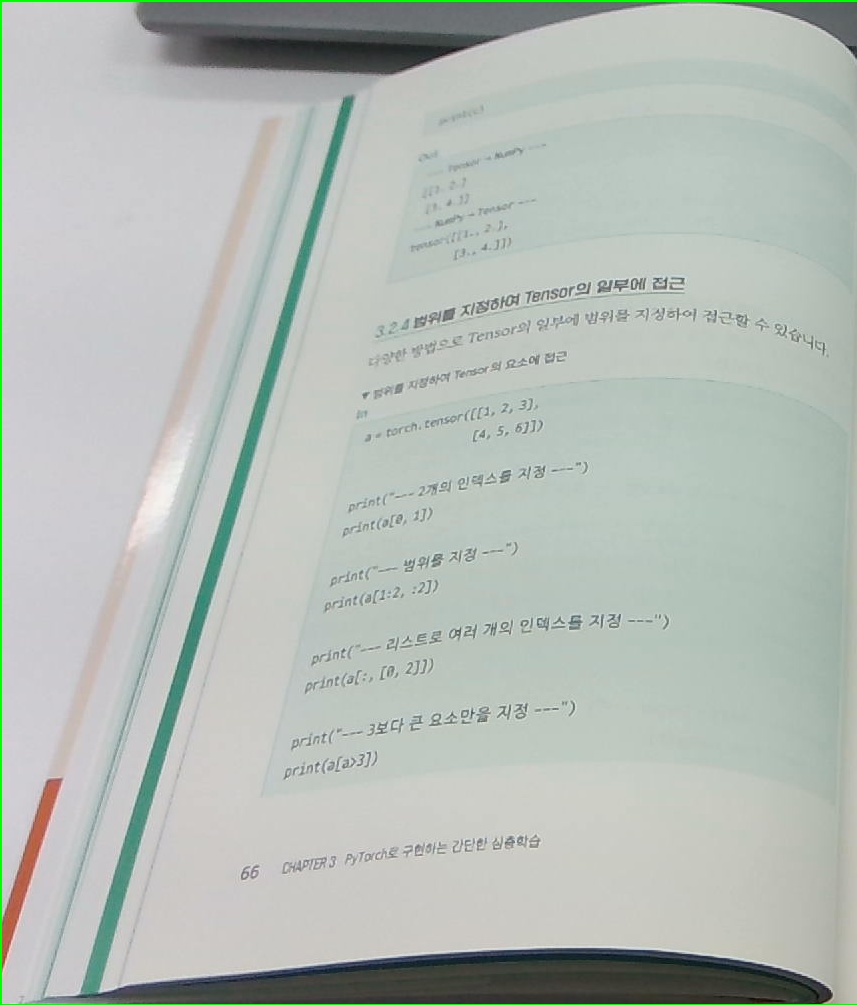 print(c)
Out
--- Tensor → NumPy ---
[[1. 2.]
[3. 4.]]
--- NumPy → Tensor ---
tensor([[1., 2.],
[3., 4.]])
3.2.4 범위를 지정하여 Tensor의 일부에 접근
다양한 방법으로 Tensor의 일부에 범위를 지정하여 접근할 수 있습니다.
▼ 범위를 지정하여 Tensor의 요소에 접근
In
a = torch.tensor([[1, 2, 3],
[4, 5, 6]])
print("--- 2개의 인덱스를 지정 ---")
print(a[0, 1])
print("--- 범위를 지정 ---")
print(a[1:2, :2])
print("--- 리스트로 여러 개의 인덱스를 지정 ---")
print(a[:, [0, 2]])
print("--- 3보다 큰 요소만을 지정 ---")
print(a[a>3])
66 CHAPTER 3 PyTorch로 구현하는 간단한 심층학습